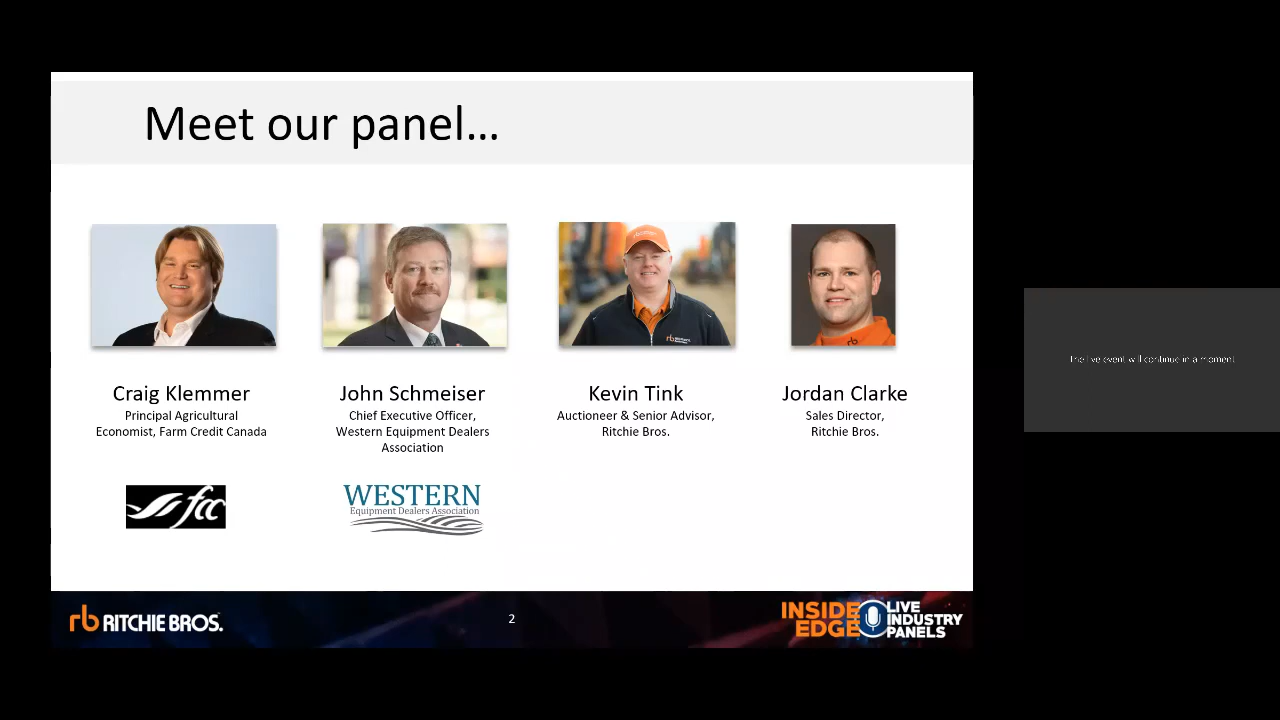 Meet our panel...
Craig Klemmer
Principal Agricultural
Economist, Farm Credit Canada
John Schmeiser
Chief Executive Officer,
Western Equipment Dealers
Association
Kevin Tink
Auctioneer & Senior Advisor,
Ritchie Bros.
Jordan Clarke
Sales Director,
Ritchie Bros.
fcc
WESTERN
Equipment Dealers Association
The live event will continue in a moment
rb RITCHIE BROS.
2
INSIDE EDGE
LIVE INDUSTRY PANELS